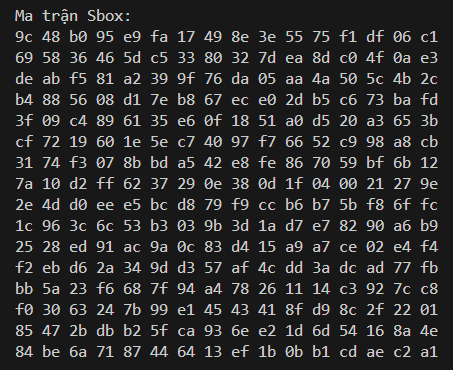 Ma trận Sbox:
9c 48 b0 95 e9 fa 17 49 8e 3e 55 75 f1 df 06 c1
69 58 36 46 5d c5 33 80 32 7d ea 8d c0 4f 0a e3
de ab f5 81 a2 39 9f 76 da 05 aa 4a 50 5c 4b 2c
b4 88 56 08 d1 7e b8 67 ec e0 2d b5 c6 73 ba fd
3f 09 c4 89 61 35 e6 0f 18 51 a0 d5 20 a3 65 3b
cf 72 19 60 1e 5e c7 40 97 f7 66 52 c9 98 a8 cb
31 74 f3 07 8b bd a5 42 e8 fe 86 70 59 bf 6b 12
7a 10 d2 ff 62 37 29 0e 38 0d 1f 04 00 21 27 9e
2e 4d d0 ee e5 bc d8 79 f9 cc b6 b7 5b f8 6f fc
1c 96 3c 6c 53 b3 03 9b 3d 1a d7 e7 82 90 a6 b9
25 28 ed 91 ac 9a 0c 83 d4 15 a9 a7 ce 02 e4 f4
f2 eb d6 2a 34 9d d3 57 af 4c dd 3a dc ad 77 fb
bb 5a 23 f6 68 7f 94 a4 78 26 11 14 c3 92 7c c8
f0 30 63 24 7b 99 e1 45 43 41 8f d9 8c 2f 22 01
85 47 2b db b2 5f ca 93 6e e2 1d 6d 54 16 8a 4e
84 be 6a 71 87 44 64 13 ef 1b 0b b1 cd ae c2 a1